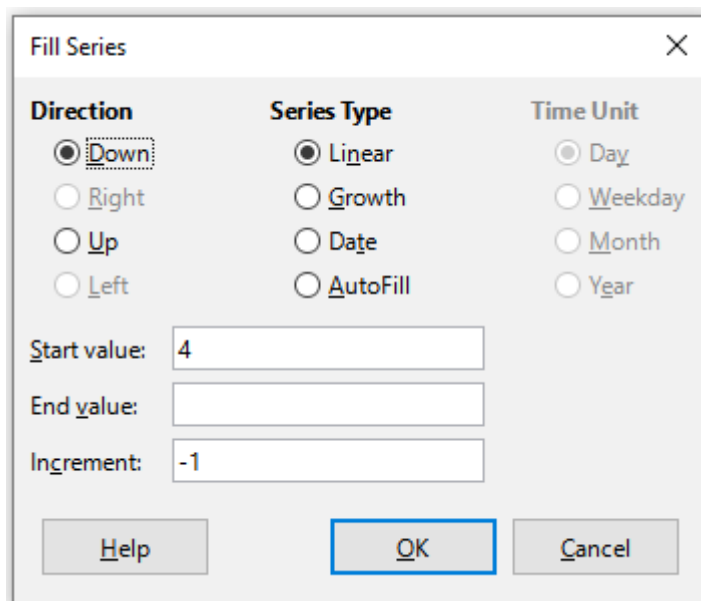 Fill Series
Direction Series Type Time Unit
Down Linear Day
Right Growth Weekday
Up Date Month
Left AutoFill Year
Start value: 4
End value:
Increment: -1
Help OK Cancel